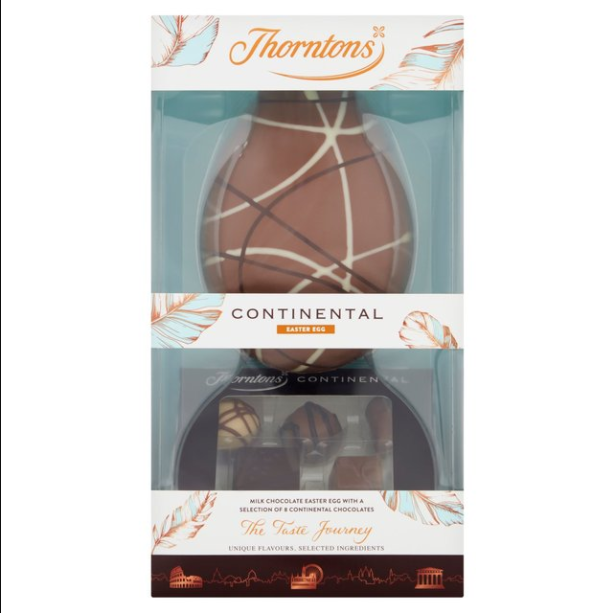 Thorntons
CONTINENTAL
EASTER EGG
Thorntons CONTINENTAL
MILK CHOCOLATE EASTER EGG WITH A
SELECTION OF 8 CONTINENTAL CHOCOLATES
The Taste Journey
UNIQUE FLAVOURS, SELECTED INGREDIENTS